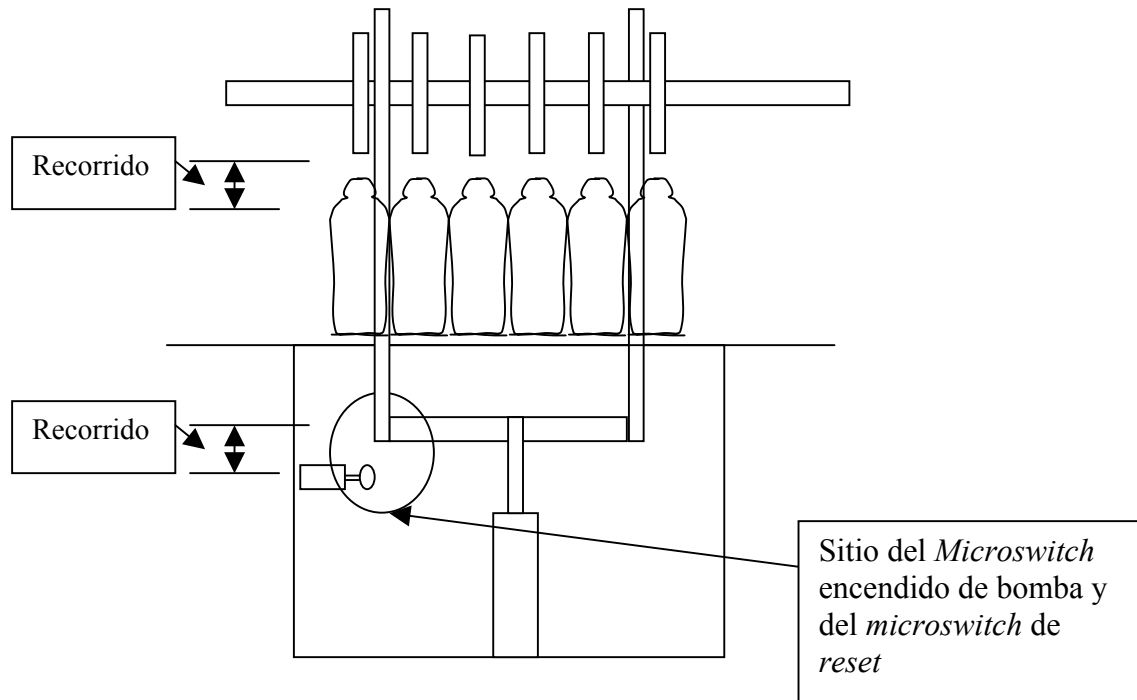 Recorrido
Recorrido
Sitio del Microswitch
encendido de bomba y
del microswitch de
reset